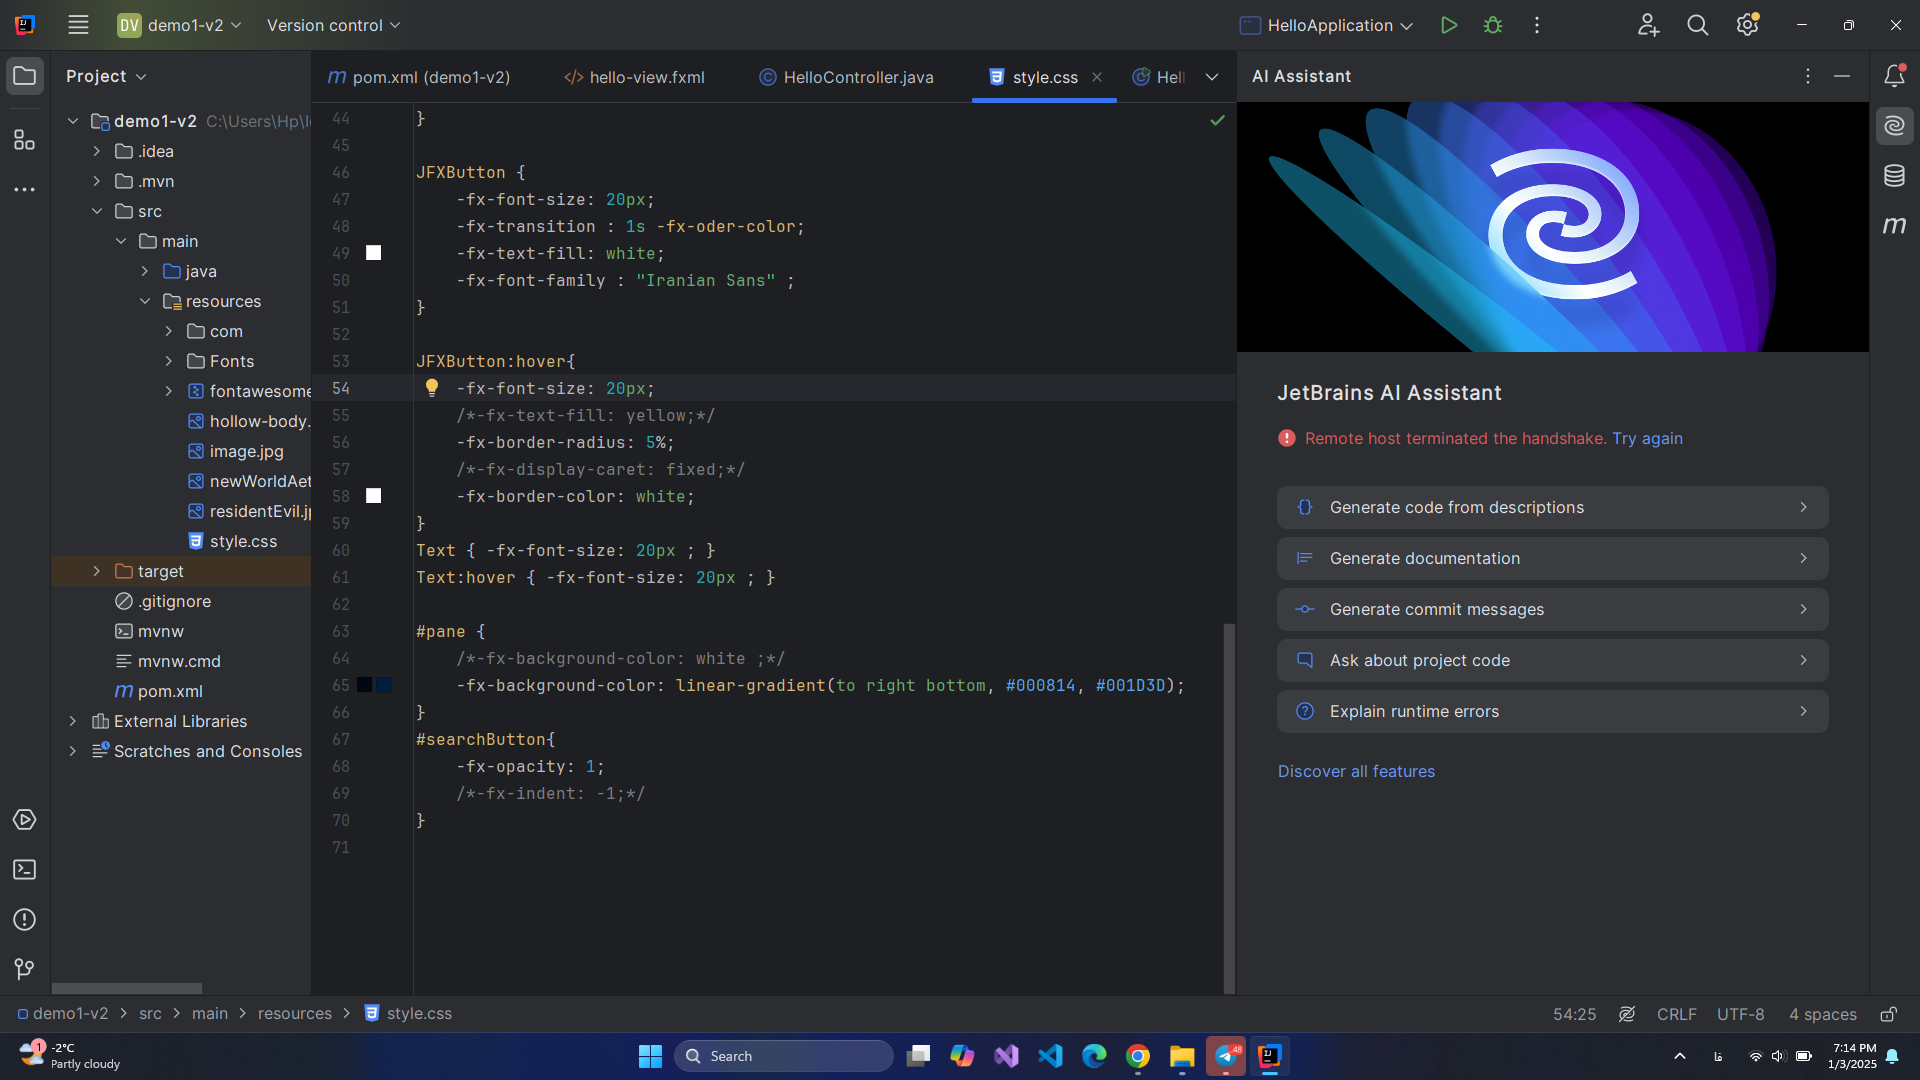 DV demo1-v2
Version control
HelloApplication
Project
pom.xml (demo1-v2)
hello-view.fxml
HelloController.java
style.css
Hell
AI Assistant
demo1-v2 C:\Users\Hp\I
.idea
.mvn
src
main
java
resources
com
Fonts
fontawesome
hollow-body.
image.jpg
newWorldAet
residentEvil.jp
style.css
target
.gitignore
mvnw
mvnw.cmd
pom.xml
External Libraries
Scratches and Consoles
44 }
45
46 JFXButton {
47 -fx-font-size: 20px;
48 -fx-transition : 1s -fx-oder-color;
49 -fx-text-fill: white;
50 -fx-font-family : "Iranian Sans" ;
51 }
52
53 JFXButton:hover{
54 -fx-font-size: 20px;
55 /*-fx-text-fill: yellow;*/
56 -fx-border-radius: 5%;
57 /*-fx-display-caret: fixed;*/
58 -fx-border-color: white;
59 }
60 Text { -fx-font-size: 20px ; }
61 Text:hover { -fx-font-size: 20px ; }
62
63 #pane {
64 /*-fx-background-color: white ;*/
65 -fx-background-color: linear-gradient(to right bottom, #000814, #001D3D);
66 }
67 #searchButton{
68 -fx-opacity: 1;
69 /*-fx-indent: -1;*/
70 }
71
JetBrains AI Assistant
Remote host terminated the handshake. Try again
Generate code from descriptions
Generate documentation
Generate commit messages
Ask about project code
Explain runtime errors
Discover all features
demo1-v2 > src > main > resources > style.css
54:25
CRLF
UTF-8
4 spaces
1
-2°C
Partly cloudy
Search
48
فا
7:14 PM
1/3/2025